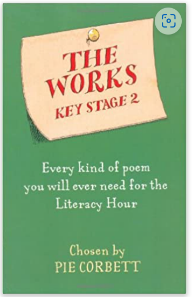 THE
WORKS
KEY STAGE 2
Every kind of poem
you will ever need for the
Literacy Hour
Chosen by
PIE CORBETT